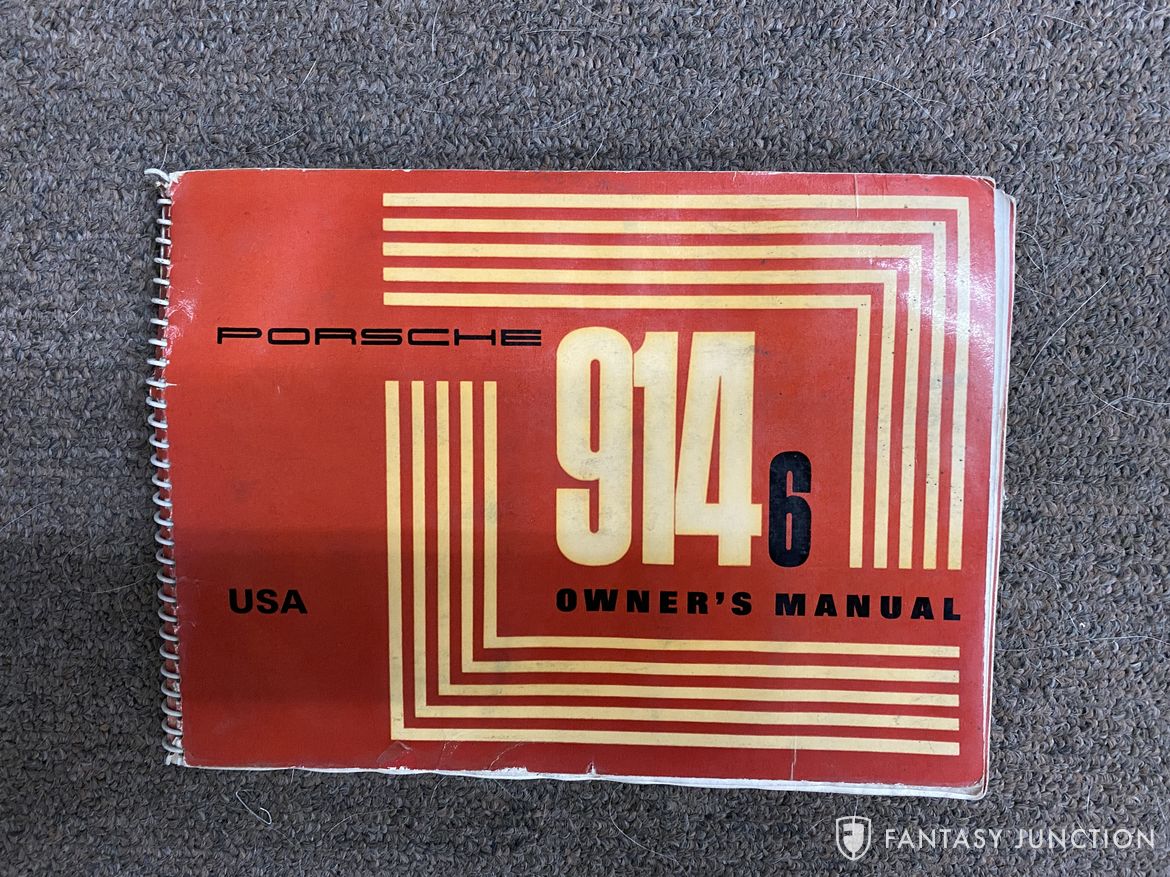 PORSCHE
914 6
USA
OWNER'S MANUAL
FANTASY JUNCTION